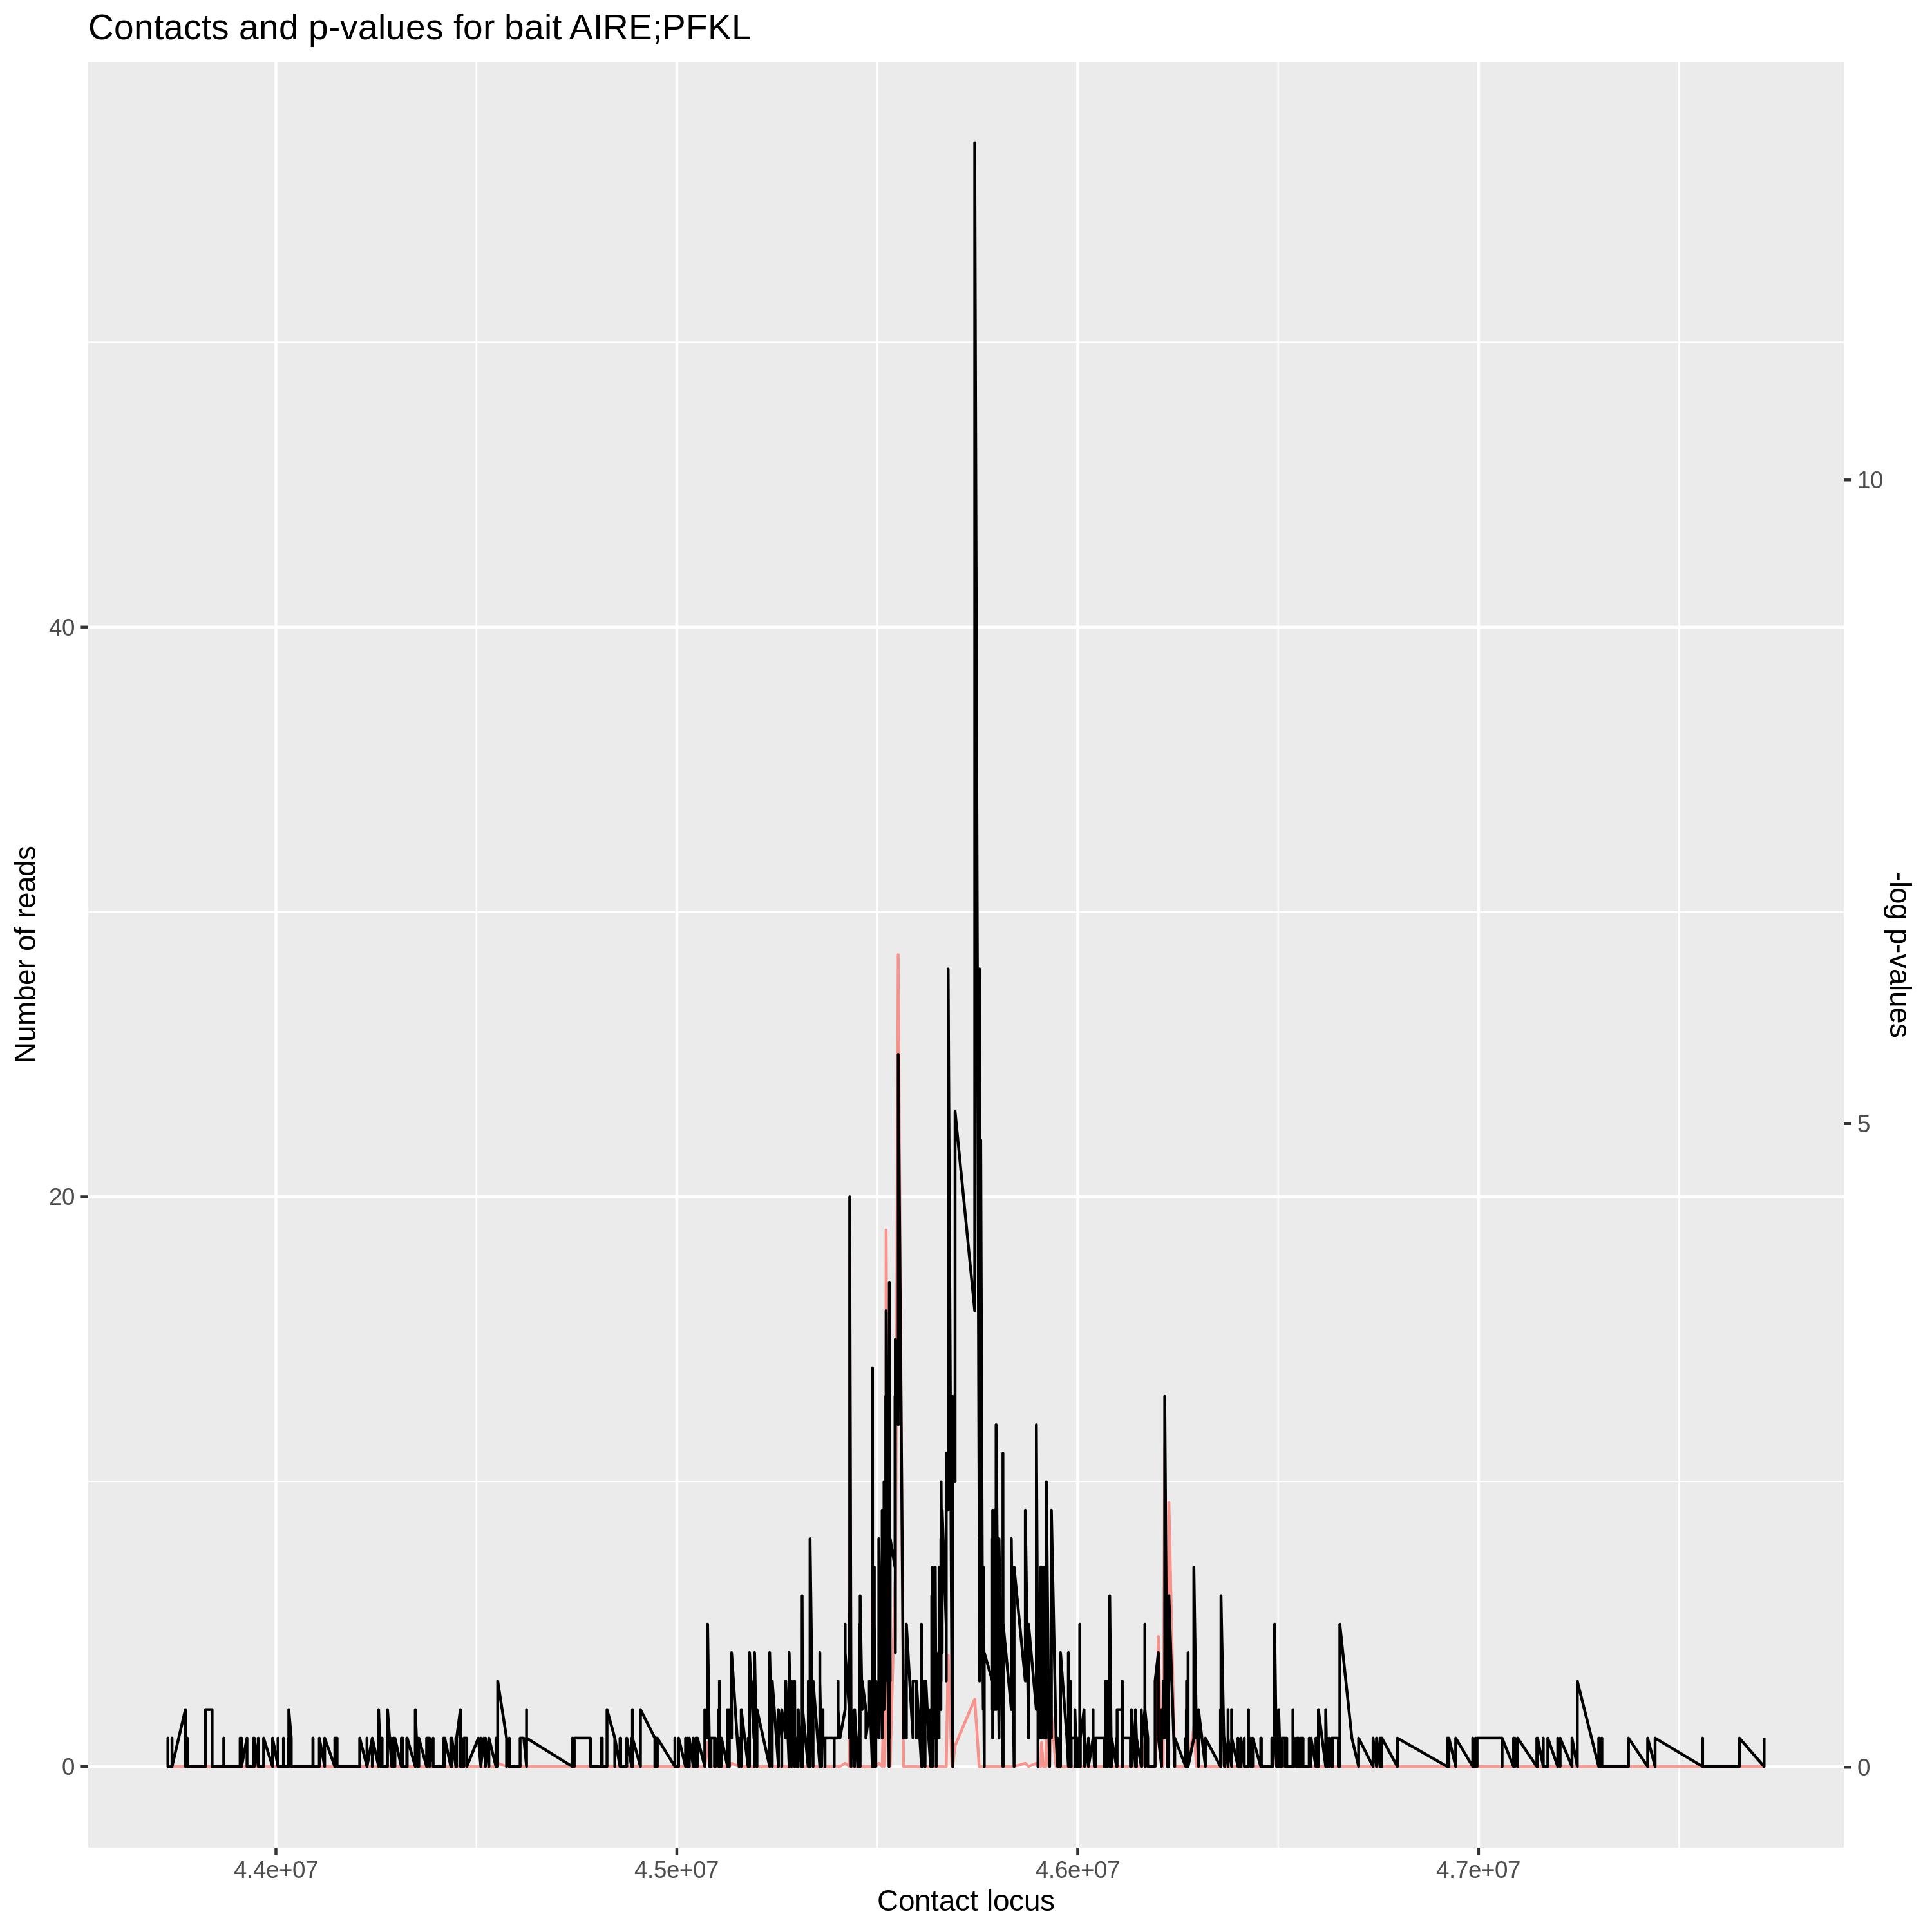 Contacts and p-values for bait AIRE;PFKL
Number of reads
40
20
0
10
5
0
-log p-values
4.4e+07
4.5e+07
4.6e+07
4.7e+07
Contact locus